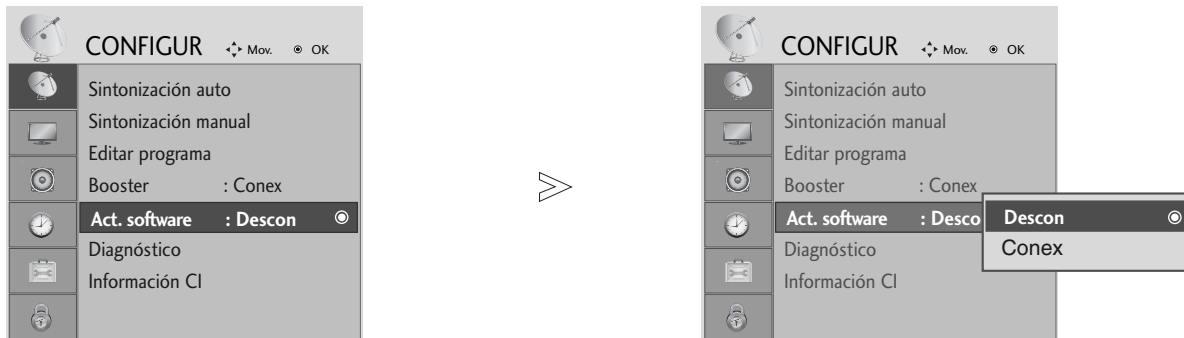 CONFIGUR Mov. OK
Sintonización auto
Sintonización manual
Editar programa
Booster : Conex
Act. software : Descon
Diagnóstico
Información CI
CONFIGUR Mov. OK
Sintonización auto
Sintonización manual
Editar programa
Booster : Conex
Act. software : Desco
Diagnóstico
Información CI
Descon
Conex